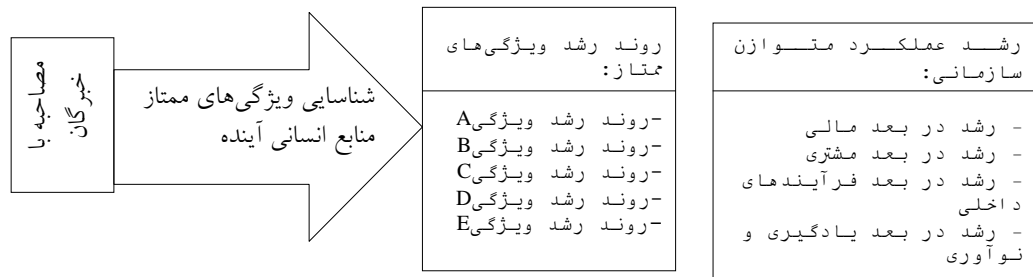 مصاحبه با
خبرگان
شناسایی ویژگی‌های ممتاز
منابع انسانی آینده
روند رشد ویژگی‌های
ممتاز:
-روند رشد ویژگیA
-روند رشد ویژگیB
-روند رشد ویژگیC
-روند رشد ویژگیD
-روند رشد ویژگیE
رشد عملکرد متوازن
سازمانی:
- رشد در بعد مالی
- رشد در بعد مشتری
- رشد در بعد فرآیندهای
داخلی
- رشد در بعد یادگیری و
نوآوری